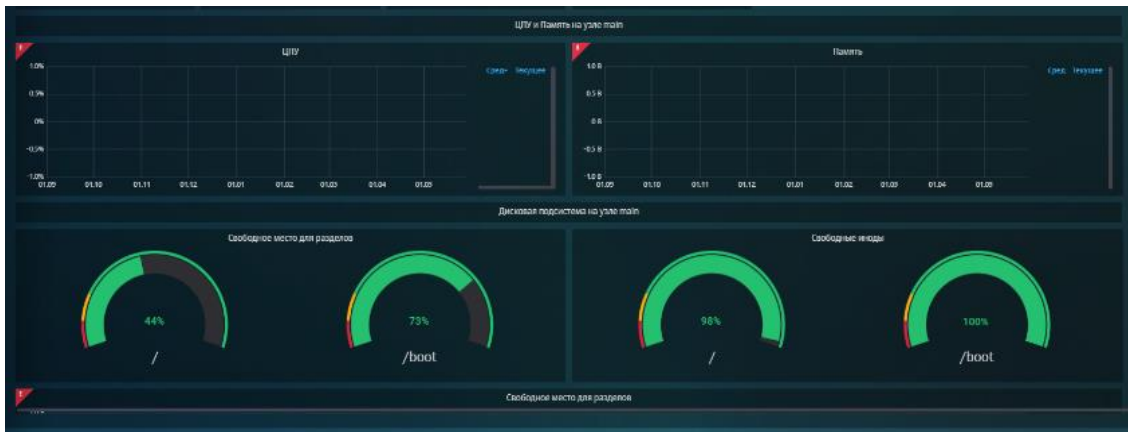 ЦПУ и Память на узле main
ЦПУ
1.0%
0.5%
0%
-0.5%
-1.0%
01.09 01.10 01.11 01.12 01.01 01.02 01.03 01.04 01.05
Сред- Текущее
Память
1.0 B
0.5 B
0 B
-0.5 B
-1.0 B
01.09 01.10 01.11 01.12 01.01 01.02 01.03 01.04 01.05
Сред. Текущее
Дисковая подсистема на узле main
Свободное место для разделов
44%
/
73%
/boot
Свободные иноды
98%
/
100%
/boot
Свободное место для разделов